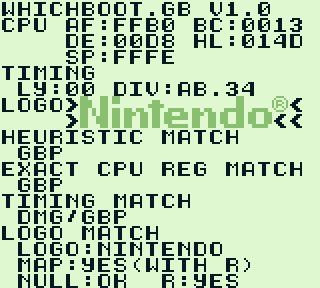 WHICHBOOT.GB V1.0
CPU AF:FFB0 BC:0013
DE:00D8 HL:014D
SP:FFFE
TIMING
LY:00 DIV:AB.34
LOGO>Nintendo®<
><<
HEURISTIC MATCH
GBP
EXACT CPU REG MATCH
GBP
TIMING MATCH
DMG/GBP
LOGO MATCH
LOGO:NINTENDO
MAP:YES(WITH R)
NULL:OK R:YES